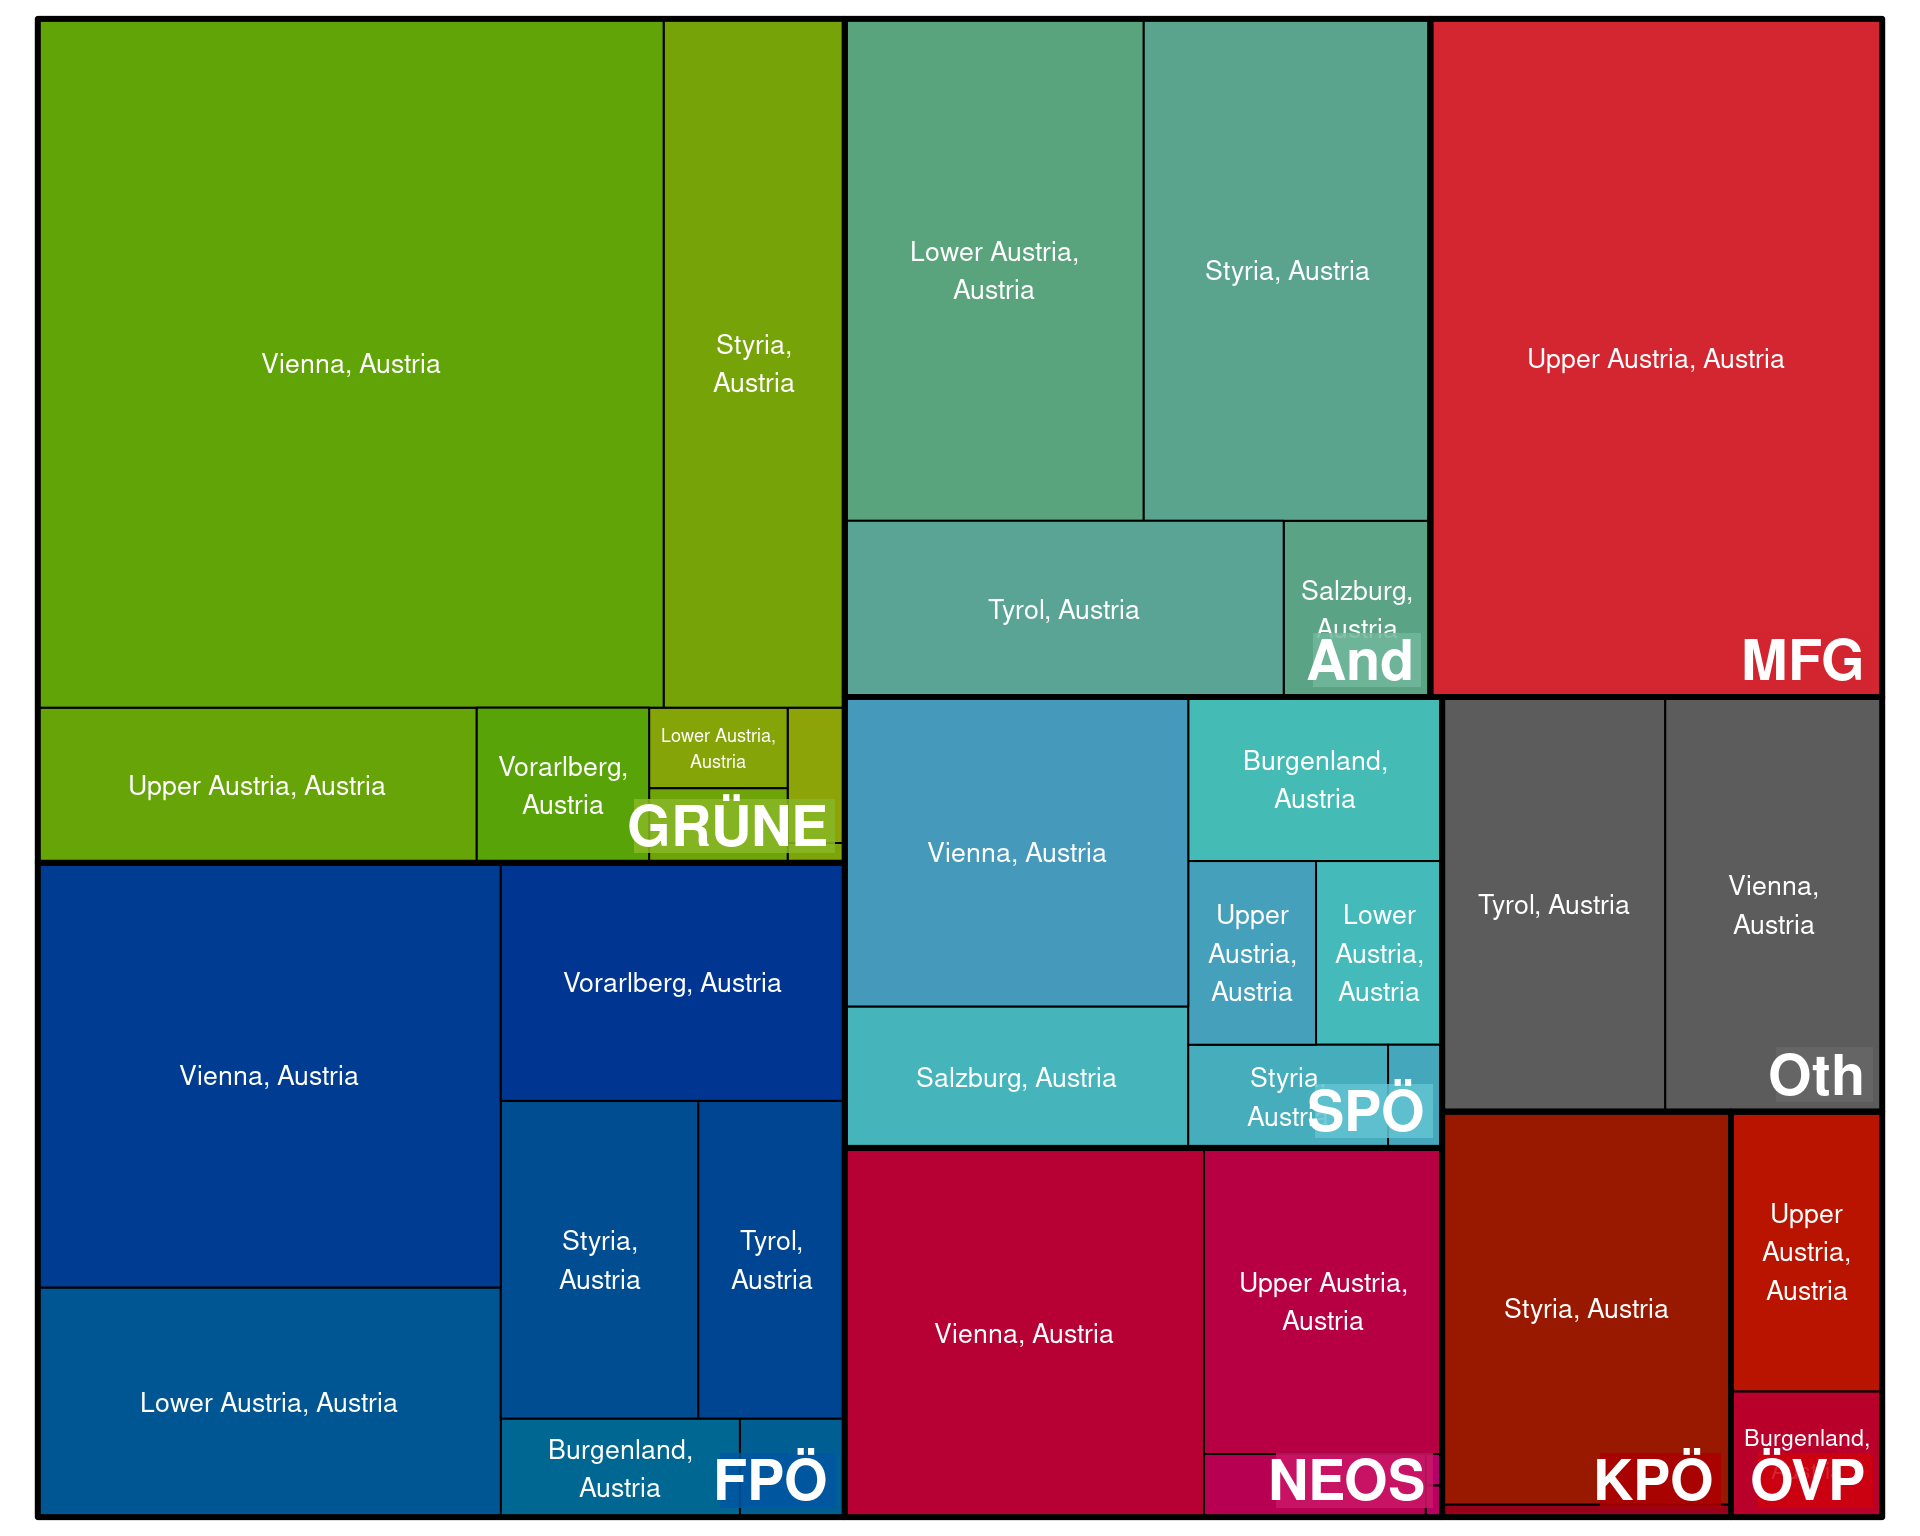 Vienna, Austria
Styria,
Austria
Upper Austria, Austria
Vorarlberg,
Austria
Lower Austria,
Austria
GRÜNE
Lower Austria,
Austria
Styria, Austria
Tyrol, Austria
Salzburg,
Austria
And
Upper Austria, Austria
MFG
Vienna, Austria
Vorarlberg, Austria
Styria,
Austria
Tyrol,
Austria
Lower Austria, Austria
Burgenland,
Austria
FPÖ
Vienna, Austria
Burgenland,
Austria
Upper
Austria,
Austria
Lower
Austria,
Austria
Salzburg, Austria
Styria,
Austria
SPÖ
Tyrol, Austria
Vienna,
Austria
Oth
Vienna, Austria
Upper Austria,
Austria
NEOS
Styria, Austria
KPÖ
Upper
Austria,
Austria
Burgenland,
ÖVP